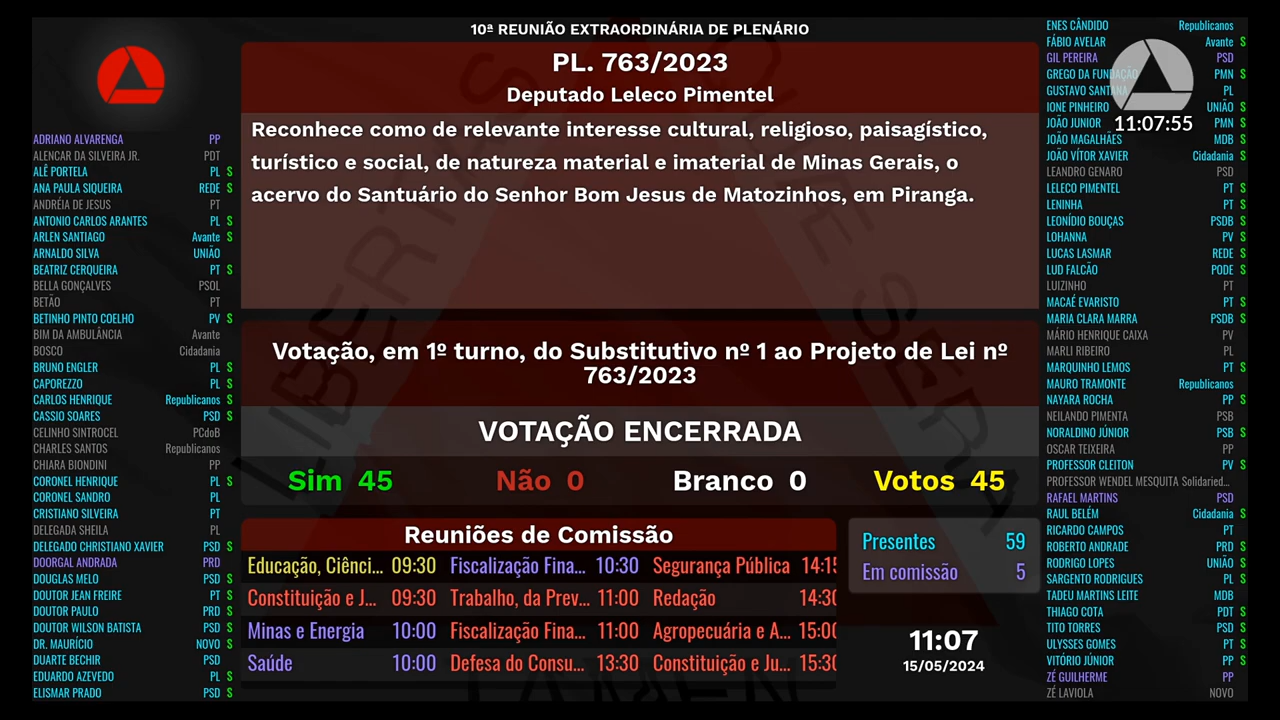 10ª REUNIÃO EXTRAORDINÁRIA DE PLENÁRIO
PL. 763/2023
Deputado Leleco Pimentel
Reconhece como de relevante interesse cultural, religioso, paisagístico,
turístico e social, de natureza material e imaterial de Minas Gerais, o
acervo do Santuário do Senhor Bom Jesus de Matozinhos, em Piranga.
Votação, em 1º turno, do Substitutivo nº 1 ao Projeto de Lei nº
763/2023
VOTAÇÃO ENCERRADA
Sim 45 Não 0 Branco 0 Votos 45
Reuniões de Comissão
Educação, Ciênci... 09:30 Fiscalização Fina... 10:30 Segurança Pública 14:15
Constituição e J... 09:30 Trabalho, da Prev... 11:00 Redação 14:30
Minas e Energia 10:00 Fiscalização Fina... 11:00 Agropecuária e A... 15:00
Saúde 10:00 Defesa do Consu... 13:30 Constituição e Ju... 15:30
Presentes 59
Em comissão 5
11:07
15/05/2024
ADRIANO ALVARENGA PP
ALENCAR DA SILVEIRA JR. PDT
ALÊ PORTELA PL S
ANA PAULA SIQUEIRA REDE S
ANDRÉIA DE JESUS PT
ANTONIO CARLOS ARANTES PL S
ARLEN SANTIAGO Avante S
ARNALDO SILVA UNIÃO
BEATRIZ CERQUEIRA PT S
BELLA GONÇALVES PSOL
BETÃO PT
BETINHO PINTO COELHO PV S
BIM DA AMBULÂNCIA Avante
BOSCO Cidadania
BRUNO ENGLER PL S
CAPOREZZO PL S
CARLOS HENRIQUE Republicanos S
CASSIO SOARES PSD S
CELINHO SINTROCEL PCdoB
CHARLES SANTOS Republicanos
CHIARA BIONDINI PP
CORONEL HENRIQUE PL S
CORONEL SANDRO PL
CRISTIANO SILVEIRA PT
DELEGADA SHEILA PL
DELEGADO CHRISTIANO XAVIER PSD S
DOORGAL ANDRADA PRD
DOUGLAS MELO PSD S
DOUTOR JEAN FREIRE PT S
DOUTOR PAULO PRD S
DOUTOR WILSON BATISTA PSD S
DR. MAURÍCIO NOVO S
DUARTE BECHIR PSD
EDUARDO AZEVEDO PL S
ELISMAR PRADO PSD S
ENES CÂNDIDO Republicanos
FÁBIO AVELAR Avante S
GIL PEREIRA PSD
GREGO DA FUNDAÇÃO PMN S
GUSTAVO SANTANA PL
IONE PINHEIRO UNIÃO S
JOÃO JUNIOR PMN S
11:07:55
JOÃO MAGALHÃES MDB S
JOÃO VÍTOR XAVIER Cidadania S
LEANDRO GENARO PSD
LELECO PIMENTEL PT S
LENINHA PT S
LEONÍDIO BOUÇAS PSDB S
LOHANNA PV S
LUCAS LASMAR REDE S
LUD FALCÃO PODE S
LUIZINHO PT
MACAÉ EVARISTO PT S
MARIA CLARA MARRA PSDB S
MÁRIO HENRIQUE CAIXA PV
MARLI RIBEIRO PL
MARQUINHO LEMOS PT S
MAURO TRAMONTE Republicanos
NAYARA ROCHA PP S
NEILANDO PIMENTA PSB
NORALDINO JÚNIOR PSB S
OSCAR TEIXEIRA PP
PROFESSOR CLEITON PV S
PROFESSOR WENDEL MESQUITA Solidaried...
RAFAEL MARTINS PSD
RAUL BELÉM Cidadania S
RICARDO CAMPOS PT
ROBERTO ANDRADE PRD S
RODRIGO LOPES UNIÃO S
SARGENTO RODRIGUES PL S
TADEU MARTINS LEITE MDB
THIAGO COTA PDT S
TITO TORRES PSD S
ULYSSES GOMES PT S
VITÓRIO JÚNIOR PP S
ZÉ GUILHERME PP
ZÉ LAVIOLA NOVO